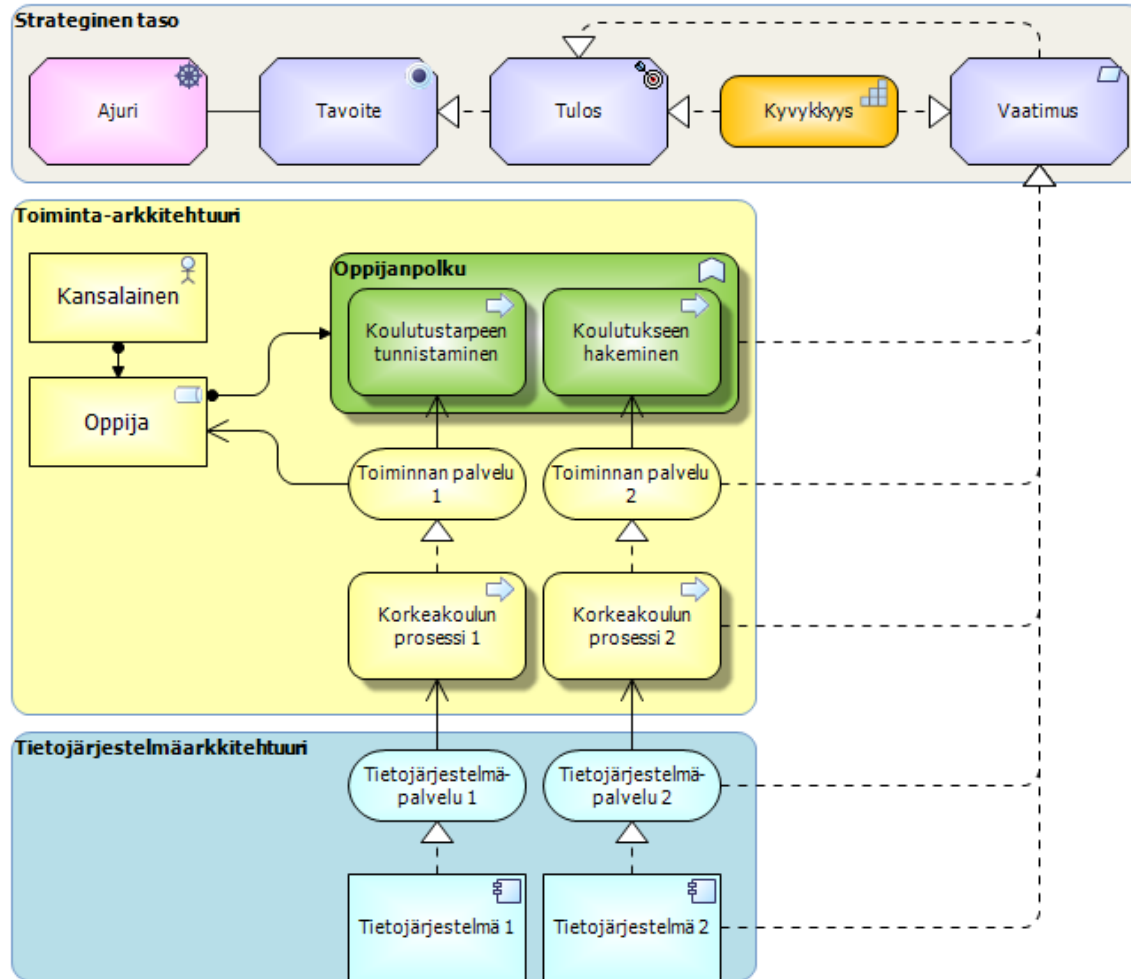 Strateginen taso
Ajuri
Tavoite
Tulos
Kyvykkyys
Vaatimus
Toiminta-arkkitehtuuri
Kansalainen
Oppija
Oppijanpolku
Koulutustarpeen
tunnistaminen
Koulutukseen
hakeminen
Toiminnan palvelu
1
Toiminnan palvelu
2
Korkeakoulun
prosessi 1
Korkeakoulun
prosessi 2
Tietojärjestelmäarkkitehtuuri
Tietojärjestelmä-
palvelu 1
Tietojärjestelmä-
palvelu 2
Tietojärjestelmä 1
Tietojärjestelmä 2